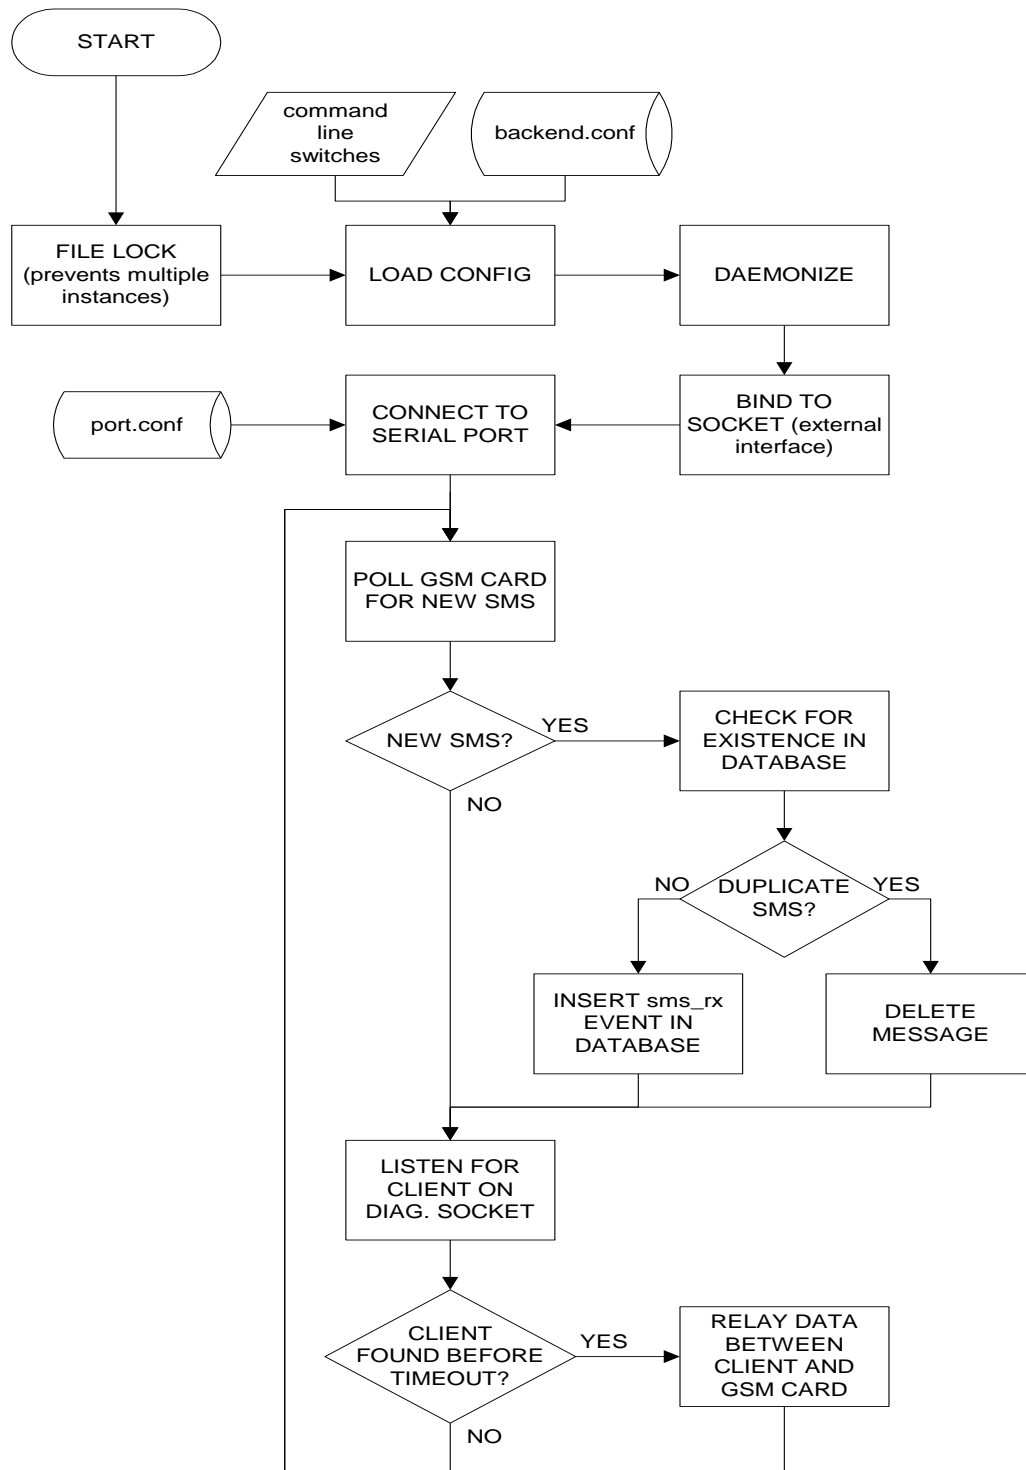 START
command
line
switches
backend.conf
FILE LOCK
(prevents multiple
instances)
LOAD CONFIG
DAEMONIZE
port.conf
CONNECT TO
SERIAL PORT
BIND TO
SOCKET (external
interface)
POLL GSM CARD
FOR NEW SMS
NEW SMS?
YES
NO
CHECK FOR
EXISTENCE IN
DATABASE
NO
DUPLICATE
SMS?
YES
INSERT sms_rx
EVENT IN
DATABASE
DELETE
MESSAGE
LISTEN FOR
CLIENT ON
DIAG. SOCKET
CLIENT
FOUND BEFORE
TIMEOUT?
YES
NO
RELAY DATA
BETWEEN
CLIENT AND
GSM CARD